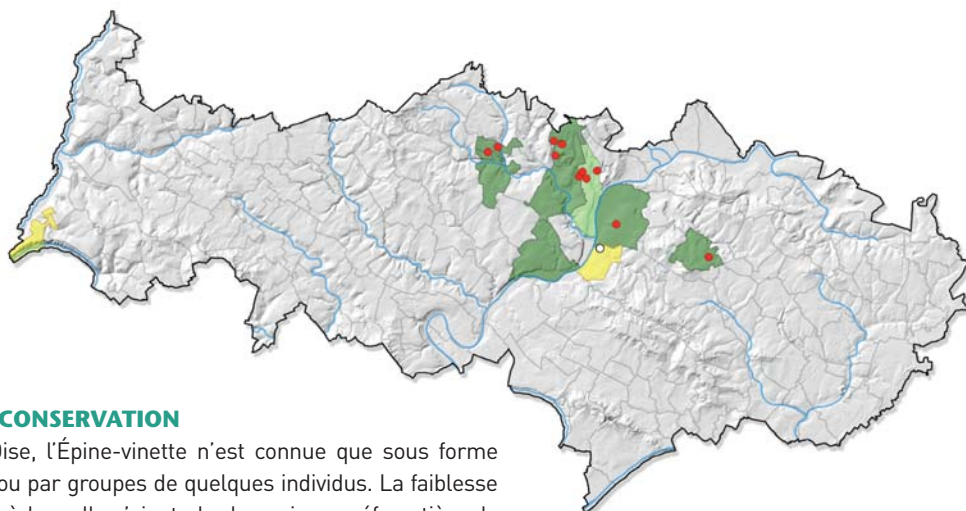 CONSERVATION
Oise, l’Épine-vinette n’est connue que sous forme
ou par groupes de quelques individus. La faiblesse